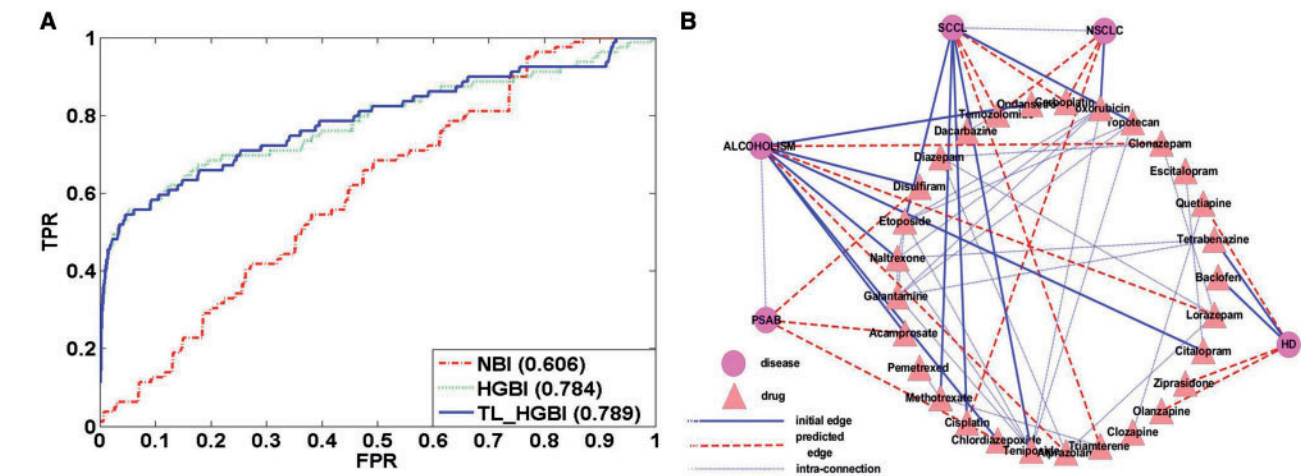 A
TPR
1
0.8
0.6
0.4
0.2
0
0 0.1 0.2 0.3 0.4 0.5 0.6 0.7 0.8 0.9 1
FPR
NBI (0.606)
HGBI (0.784)
TL_HGBI (0.789)
B
SCCL
NSCLC
ALCOHOLISM
PSAB
HD
Ondansetro
Carboplatin
oxorubicin
Temozolomide
Topotecan
Dacarbazine
Clonazepam
Diazepam
Escitalopram
Disulfiram
Quetiapine
Etoposide
Tetrabenazine
Naltrexone
Baclofen
Galantamine
Lorazepam
Acamprosate
Citalopram
Pemetrexed
Ziprasidone
Methotrexate
Olanzapine
Cisplatin
Clozapine
Chlordiazepoxide
Triamterene
Teniposide
Alprazolam
disease
drug
initial edge
predicted
edge
intra-connection